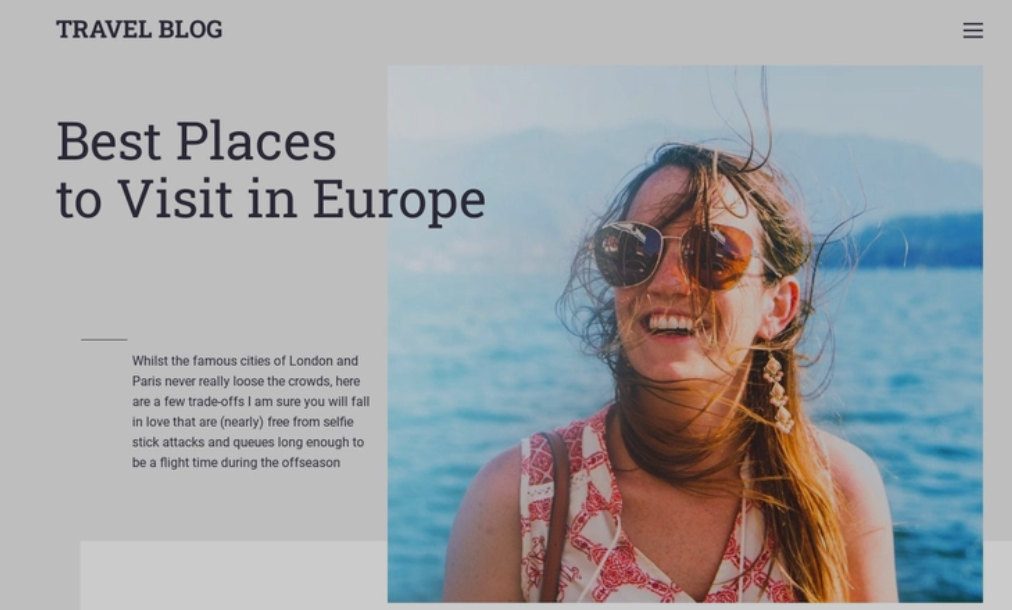 TRAVEL BLOG
Best Places
to Visit in Europe
Whilst the famous cities of London and
Paris never really loose the crowds, here
are a few trade-offs I am sure you will fall
in love that are (nearly) free from selfie
stick attacks and queues long enough to
be a flight time during the offseason